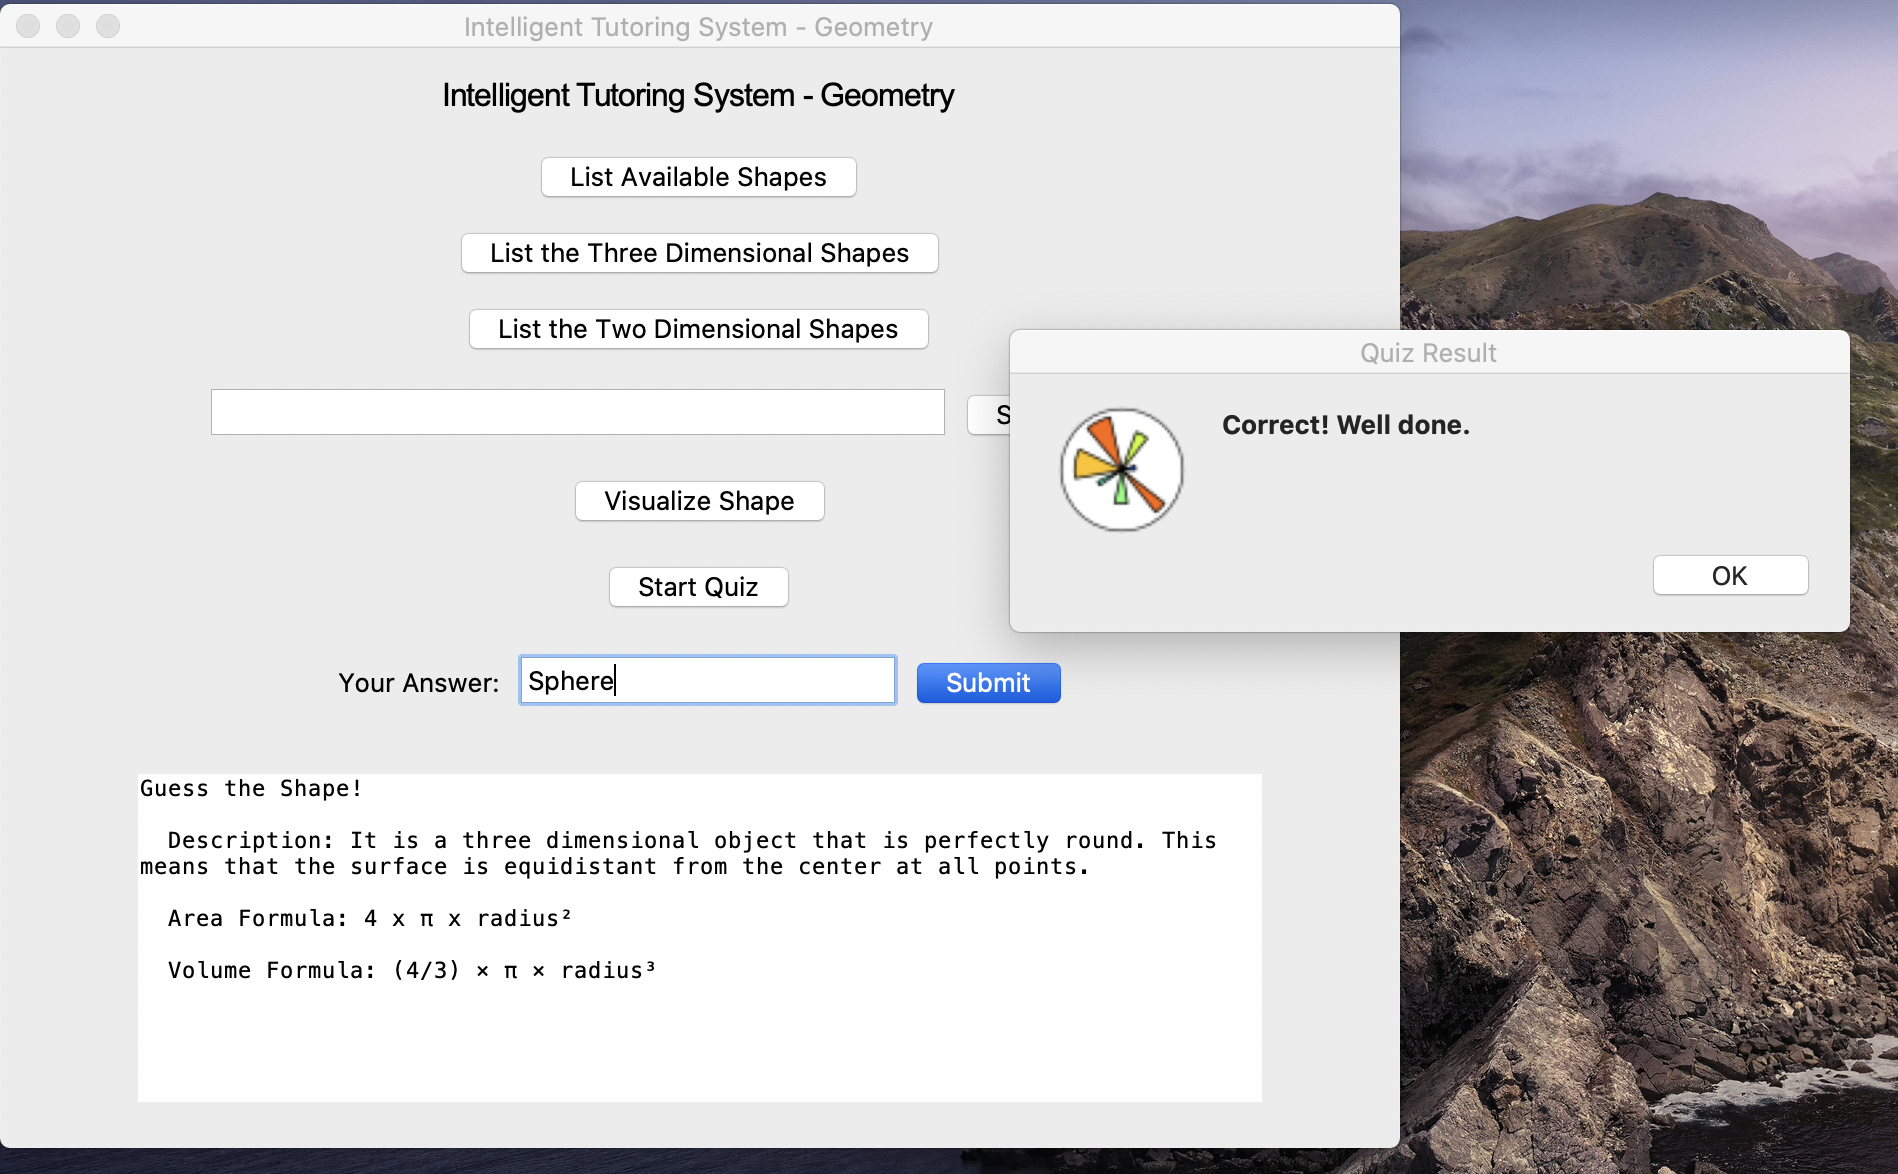 Intelligent Tutoring System - Geometry
Intelligent Tutoring System - Geometry
List Available Shapes
List the Three Dimensional Shapes
List the Two Dimensional Shapes
Quiz Result
Correct! Well done.
Visualize Shape
OK
Start Quiz
Your Answer: Sphere Submit
Guess the Shape!
Description: It is a three dimensional object that is perfectly round. This
means that the surface is equidistant from the center at all points.
Area Formula: 4 x π x radius²
Volume Formula: (4/3) × π × radius³